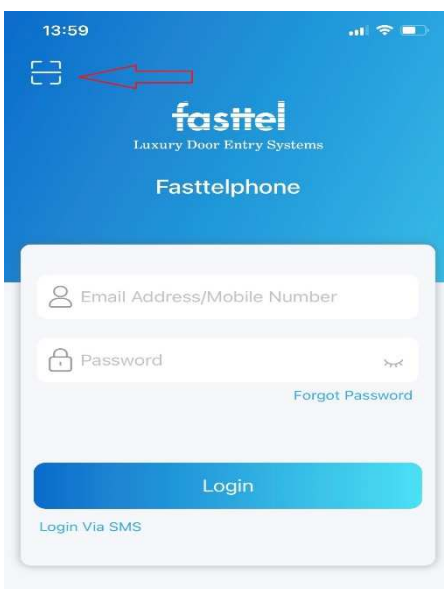 13:59
fasttel
Luxury Door Entry Systems
Fasttelphone
Email Address/Mobile Number
Password
Forgot Password
Login
Login Via SMS